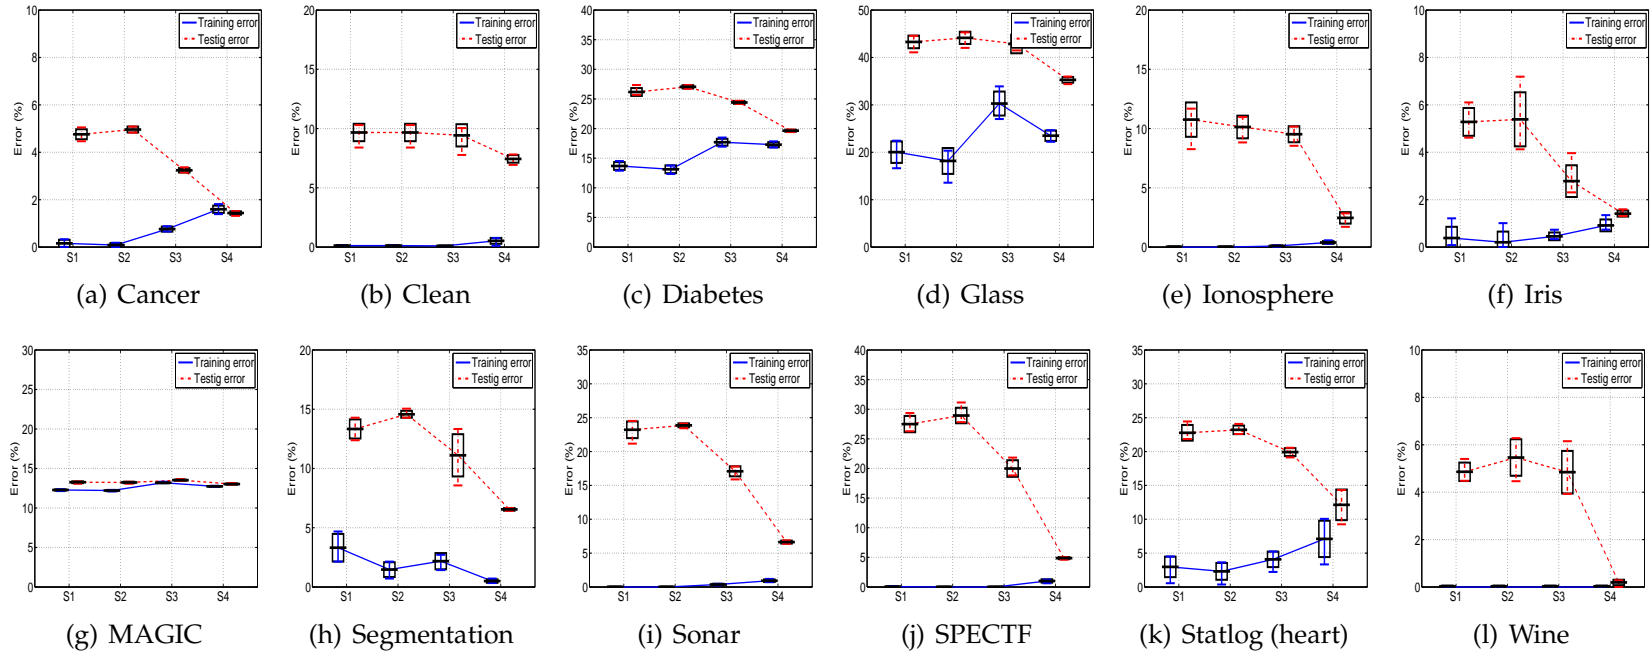 Training error
Testig error
Error (%)
10
8
6
4
2
0
S1 S2 S3 S4
(a) Cancer
Training error
Testig error
20
15
10
5
0
S1 S2 S3 S4
(b) Clean
Training error
Testig error
Error (%)
40
35
30
25
20
15
10
5
0
S1 S2 S3 S4
(c) Diabetes
Training error
Testig error
50
40
30
20
10
0
S1 S2 S3 S4
(d) Glass
Training error
Testig error
Error (%)
20
15
10
5
0
S1 S2 S3 S4
(e) Ionosphere
Training error
Testig error
10
8
6
4
2
0
S1 S2 S3 S4
(f) Iris
Training error
Testig error
Error (%)
30
25
20
15
10
5
0
S1 S2 S3 S4
(g) MAGIC
Training error
Testig error
20
15
10
5
0
S1 S2 S3 S4
(h) Segmentation
Training error
Testig error
Error (%)
40
35
30
25
20
15
10
5
0
S1 S2 S3 S4
(i) Sonar
Training error
Testig error
40
35
30
25
20
15
10
5
0
S1 S2 S3 S4
(j) SPECTF
Training error
Testig error
Error (%)
35
30
25
20
15
10
5
0
S1 S2 S3 S4
(k) Statlog (heart)
Training error
Testig error
10
8
6
4
2
0
S1 S2 S3 S4
(l) Wine